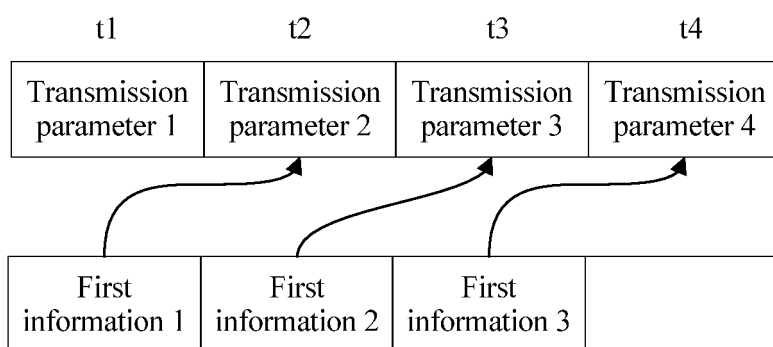 t1 t2 t3 t4
Transmission Transmission Transmission Transmission
parameter 1 parameter 2 parameter 3 parameter 4
First First First
information 1 information 2 information 3